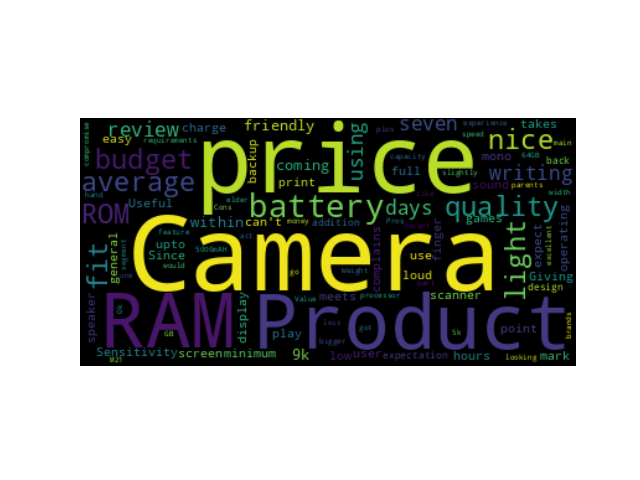 compromise
review
charge
friendly
using
seven
experience
takes
plus
speed
easy
requirements
price
nice
main
budget
backup
coming
full
capacity
mono
64GB
back
slightly
average
print
sound
parents
writing
width
hand
elder
Useful
battery
days
quality
ROM
Cons
within
can't
money
addition
games
operating
excellent
feature
upto
Since
would
fit
general
Camera
complains
finger
light
expect
use
loud
Giving
design
5000mAH
act
go
Weight
one
speaker
RAM
display
Value
meets
processor
scanner
Product
brands
GB
play
less
got
5k
point
bigger
Sensitivity
screen
minimum
9k
low
user
expectation
hours
looking
mark
M21